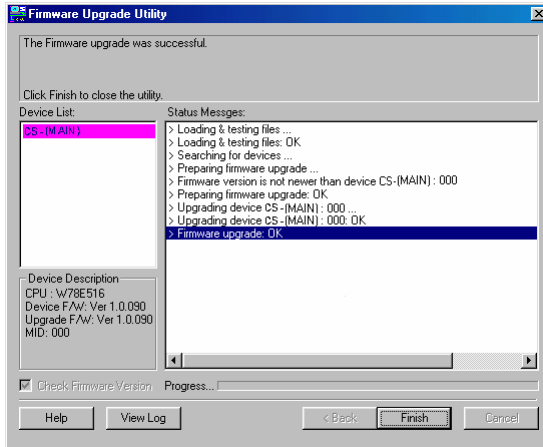 Firmware Upgrade Utility
The Firmware upgrade was successful.
Click Finish to close the utility.
Device List:
CS-(MAIN)
Status Messges:
> Loading & testing files ...
> Loading & testing files: OK
> Searching for devices ...
> Preparing firmware upgrade ...
> Firmware version is not newer than device CS-(MAIN) : 000
> Preparing firmware upgrade: OK
> Upgrading device CS-(MAIN) : 000 ...
> Upgrading device CS-(MAIN) : 000: OK
> Firmware upgrade: OK
Device Description
CPU : W78E516
Device F/W: Ver 1.0.090
Upgrade F/W: Ver 1.0.090
MID: 000
Check Firmware Version
Progress...
Help
View Log
< Back
Finish
Cancel